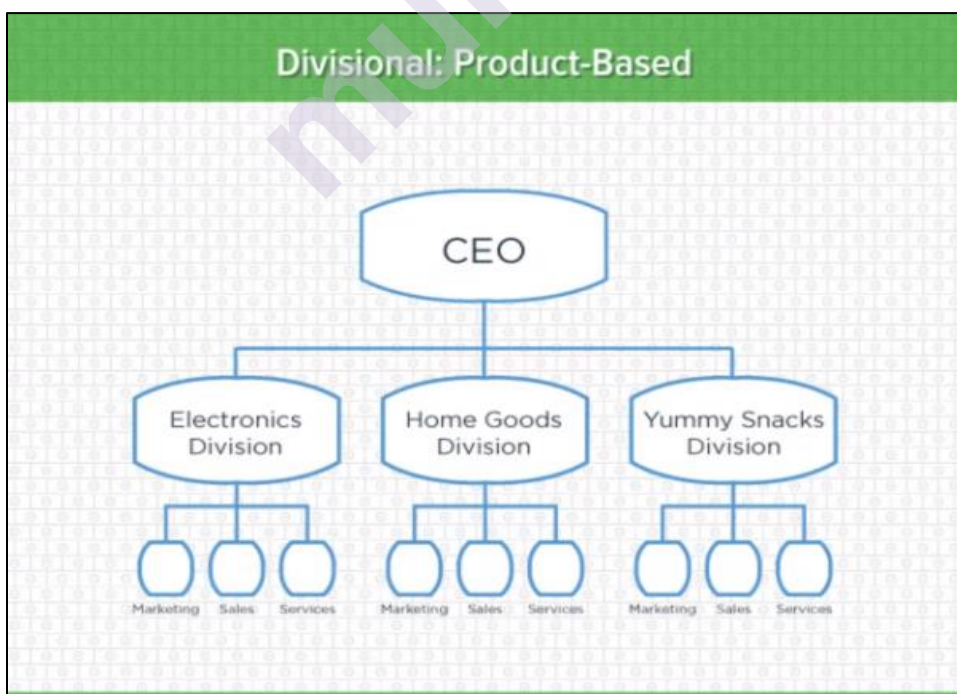 Divisional: Product-Based
CEO
Electronics
Division
Home Goods
Division
Yummy Snacks
Division
Marketing Sales Services
Marketing Sales Services
Marketing Sales Services